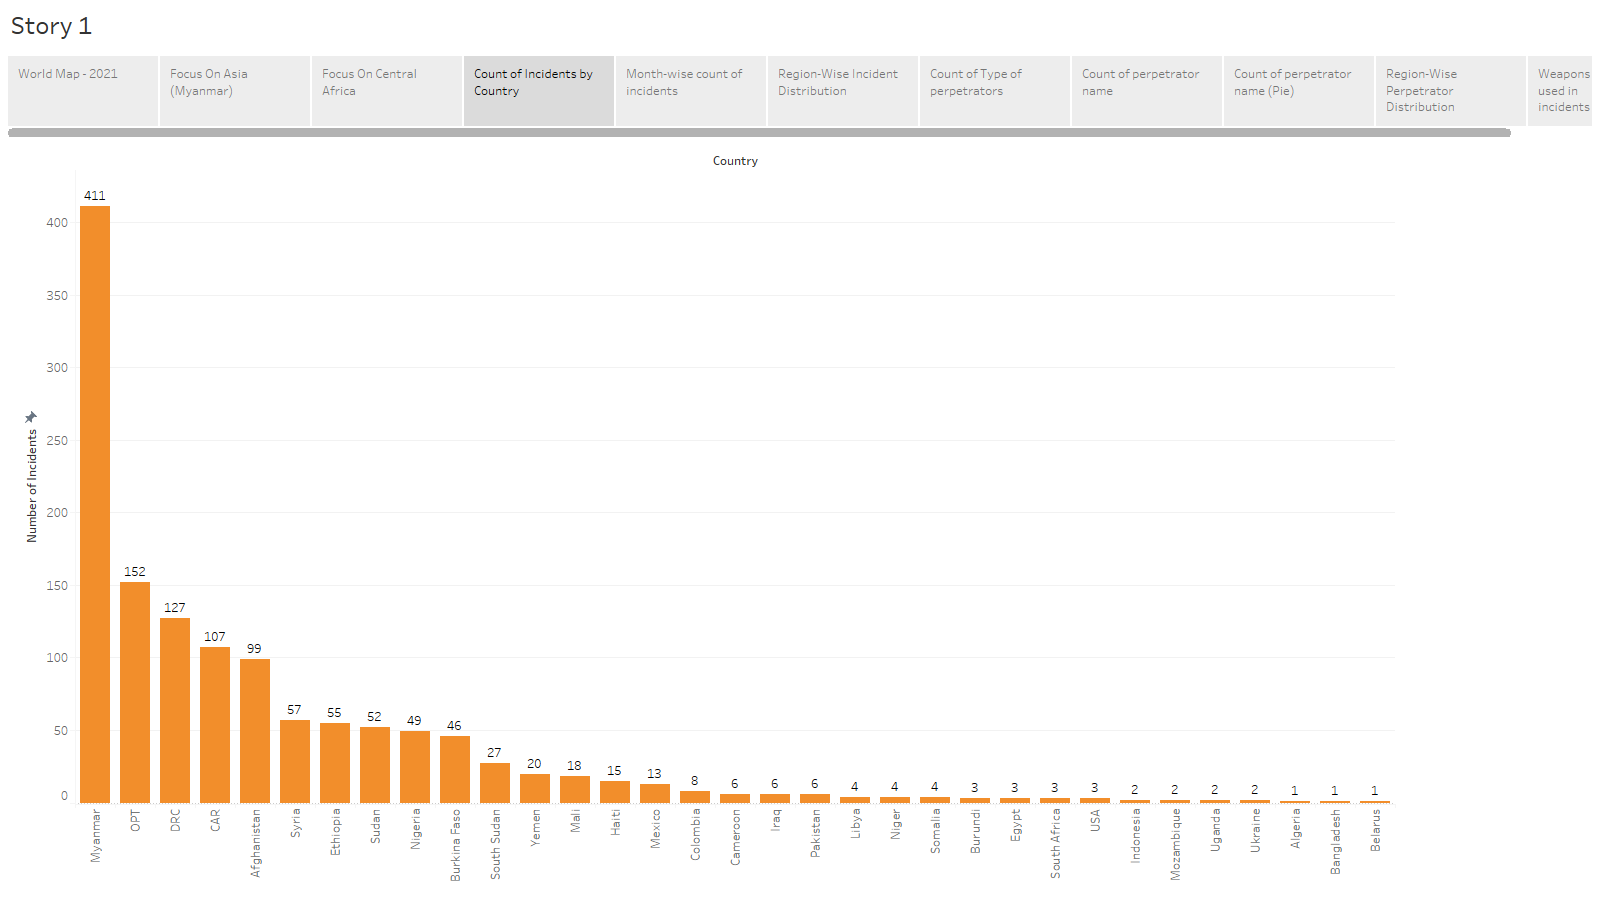 Story 1
World Map - 2021
Focus On Asia
(Myanmar)
Focus On Central
Africa
Count of Incidents by
Country
Month-wise count of
incidents
Region-Wise Incident
Distribution
Count of Type of
perpetrators
Count of perpetrator
name
Count of perpetrator
name (Pie)
Region-Wise
Perpetrator
Distribution
Weapons
used in
incidents
Country
Number of Incidents
400
350
300
250
200
150
100
50
0
411
152
127
107
99
57
55
52
49
46
27
20
18
15
13
8
6
6
6
4
4
4
3
3
3
3
2
2
2
2
1
1
1
Myanmar
OPT
DRC
CAR
Afghanistan
Syria
Ethiopia
Sudan
Nigeria
Burkina Faso
South Sudan
Yemen
Mali
Haiti
Mexico
Colombia
Cameroon
Iraq
Pakistan
Libya
Niger
Somalia
Burundi
Egypt
South Africa
USA
Indonesia
Mozambique
Uganda
Ukraine
Algeria
Bangladesh
Belarus